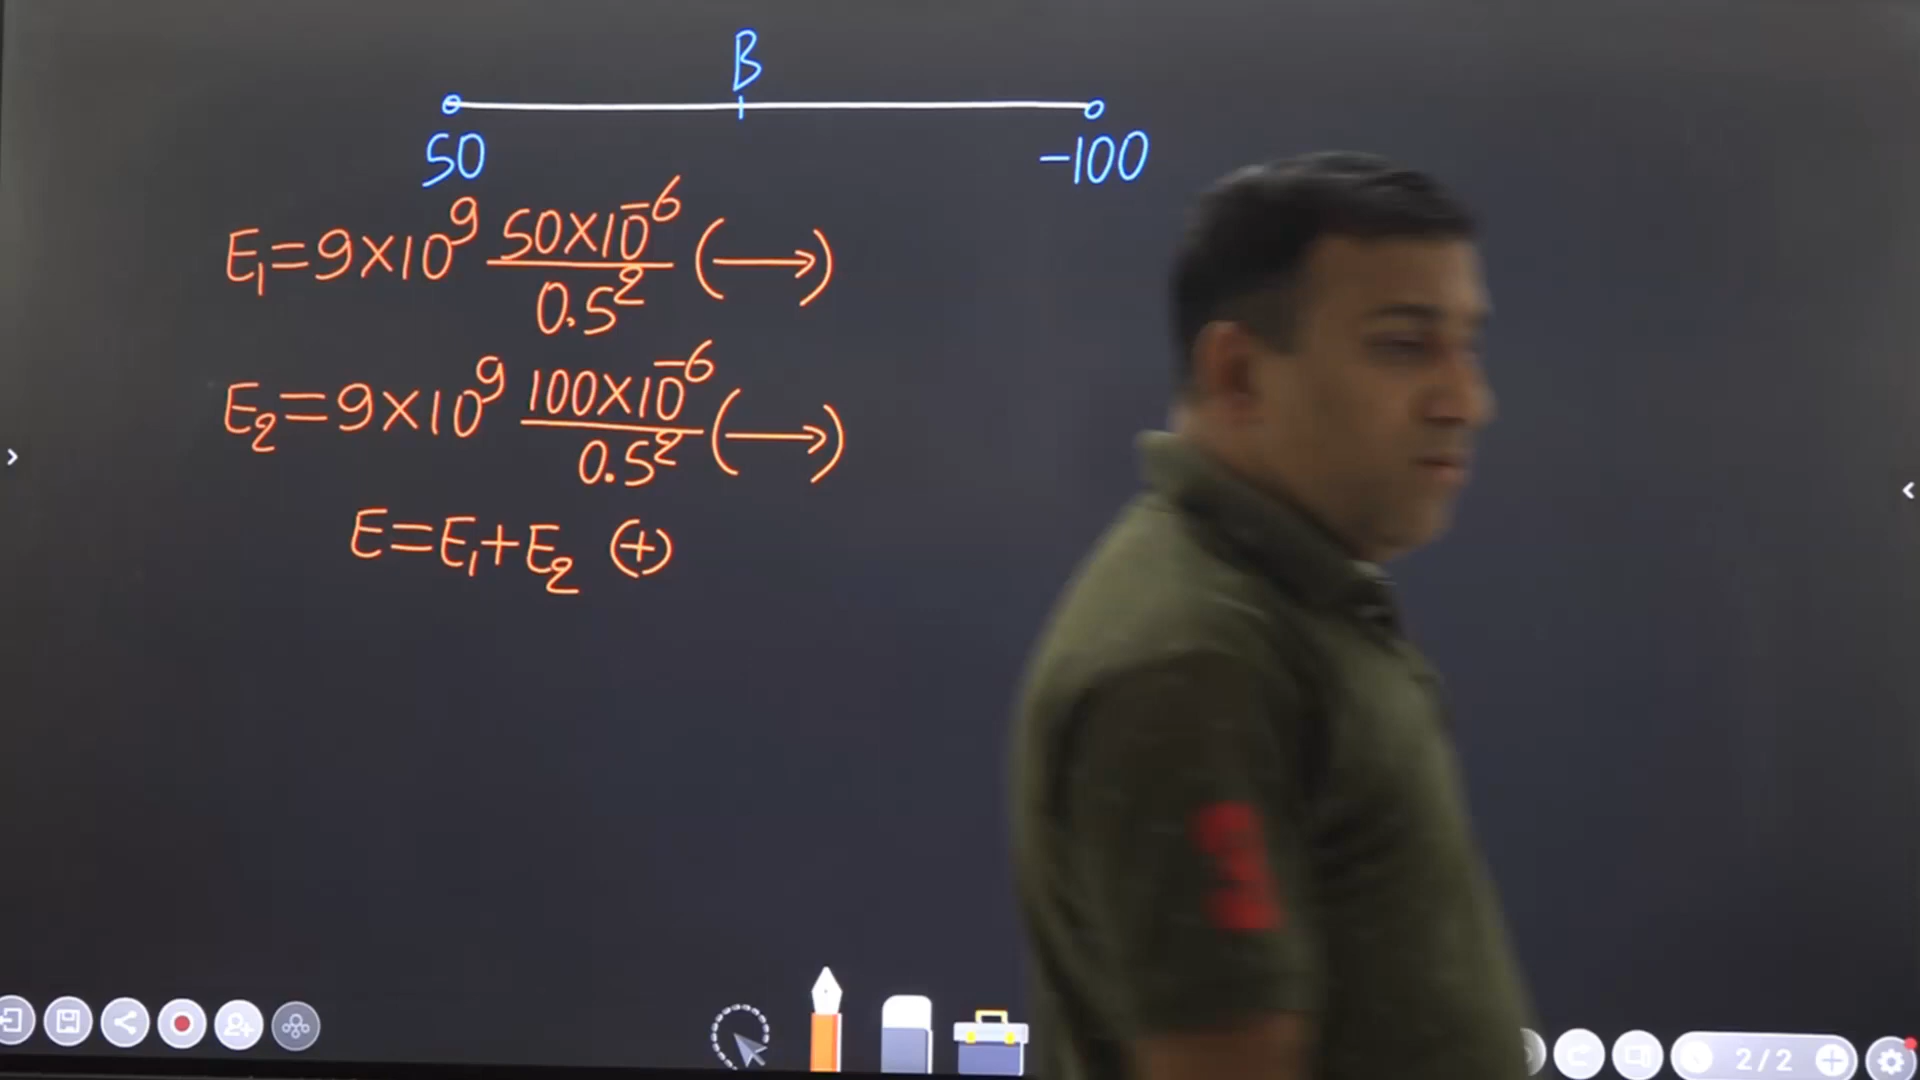 B
50 -100
E₁=9×10⁹ 50×10⁻⁶/0.5² (→)
E₂=9×10⁹ 100×10⁻⁶/0.5² (→)
E=E₁+E₂ (+)
2/2